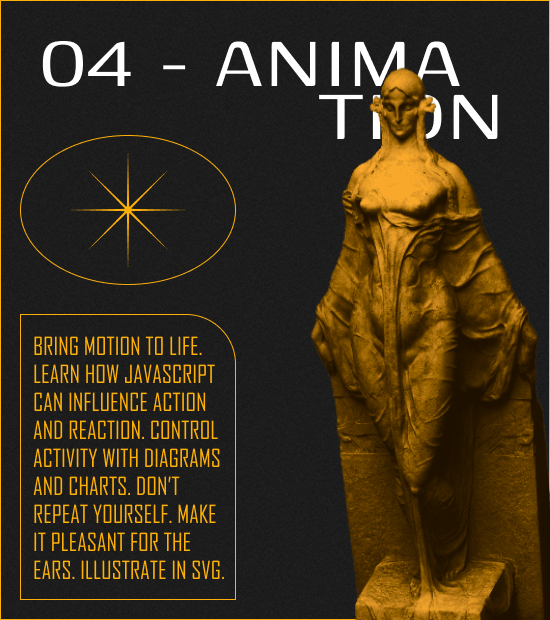 04 - ANIMA
TION
BRING MOTION TO LIFE.
LEARN HOW JAVASCRIPT
CAN INFLUENCE ACTION
AND REACTION. CONTROL
ACTIVITY WITH DIAGRAMS
AND CHARTS. DON'T
REPEAT YOURSELF. MAKE
IT PLEASANT FOR THE
EARS. ILLUSTRATE IN SVG.